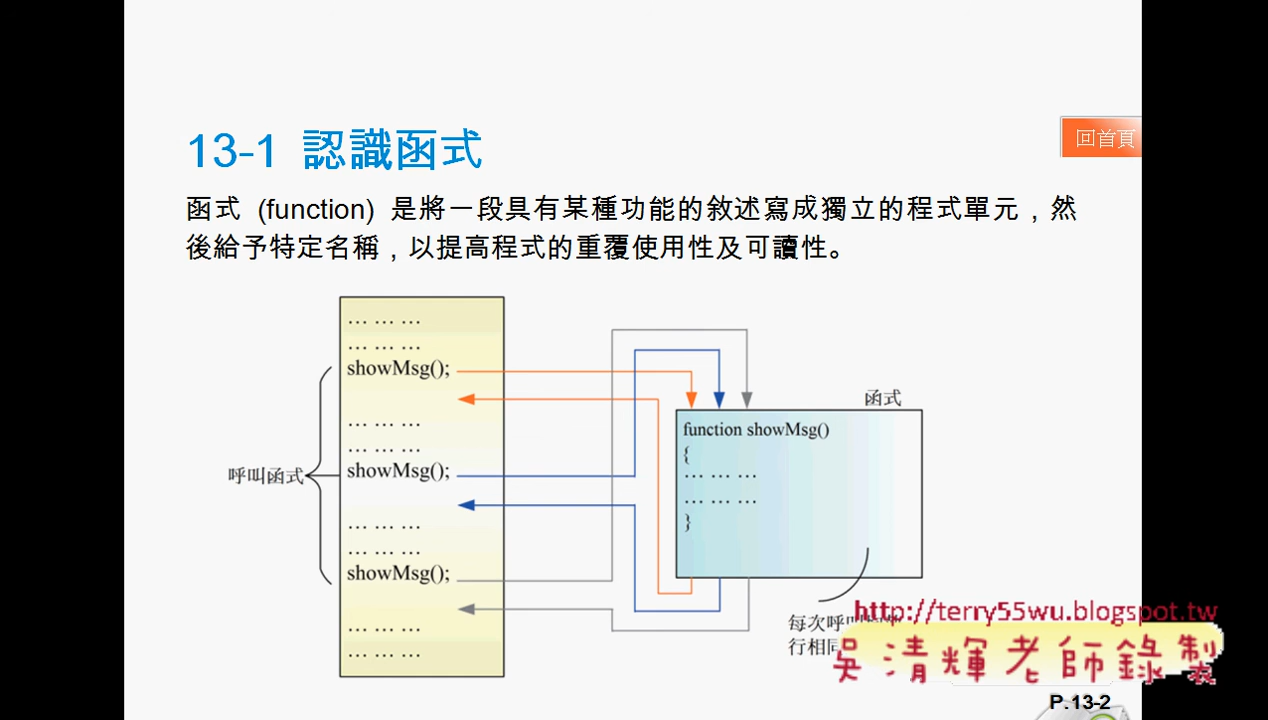 13-1 認識函式
回首頁
函式 (function) 是將一段具有某種功能的敘述寫成獨立的程式單元，然
後給予特定名稱，以提高程式的重覆使用性及可讀性。
… … …
… … …
showMsg();
… … …
… … …
showMsg();
… … …
… … …
showMsg();
… … …
… … …
呼叫函式
函式
function showMsg()
{
… … …
… … …
}
每次呼
行相同
http://terry55wu.blogspot.tw
吳清輝老師錄製
P.13-2